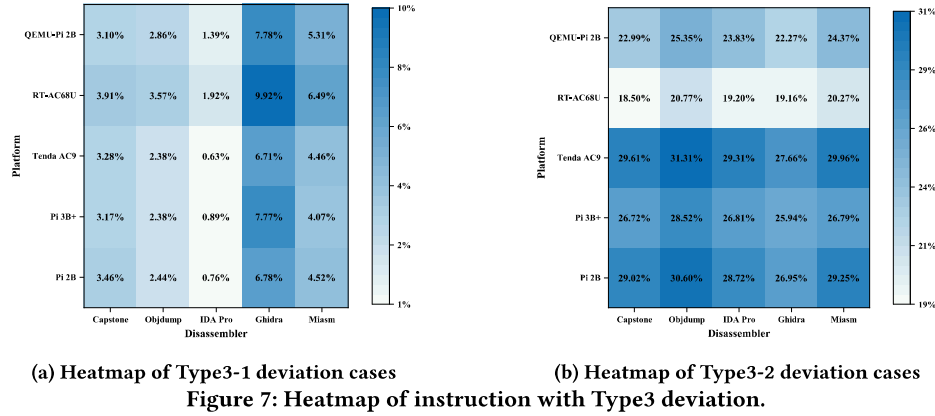 10%
QEMU-Pi 2B 3.10% 2.86% 1.39% 7.78% 5.31%
8%
RT-AC68U 3.91% 3.57% 1.92% 9.92% 6.49%
6%
Platform
Tenda AC9 3.28% 2.38% 0.63% 6.71% 4.46%
4%
Pi 3B+ 3.17% 2.38% 0.89% 7.77% 4.07%
2%
Pi 2B 3.46% 2.44% 0.76% 6.78% 4.52%
1%
Capstone Objdump IDA Pro Ghidra Miasm
Disassembler
31%
QEMU-Pi 2B 22.99% 25.35% 23.83% 22.27% 24.37%
29%
RT-AC68U 18.50% 20.77% 19.20% 19.16% 20.27%
26%
Platform
Tenda AC9 29.61% 31.31% 29.31% 27.66% 29.96%
24%
Pi 3B+ 26.72% 28.52% 26.81% 25.94% 26.79%
21%
Pi 2B 29.02% 30.60% 28.72% 26.95% 29.25%
19%
Capstone Objdump IDA Pro Ghidra Miasm
Disassembler
(a) Heatmap of Type3-1 deviation cases
(b) Heatmap of Type3-2 deviation cases
Figure 7: Heatmap of instruction with Type3 deviation.